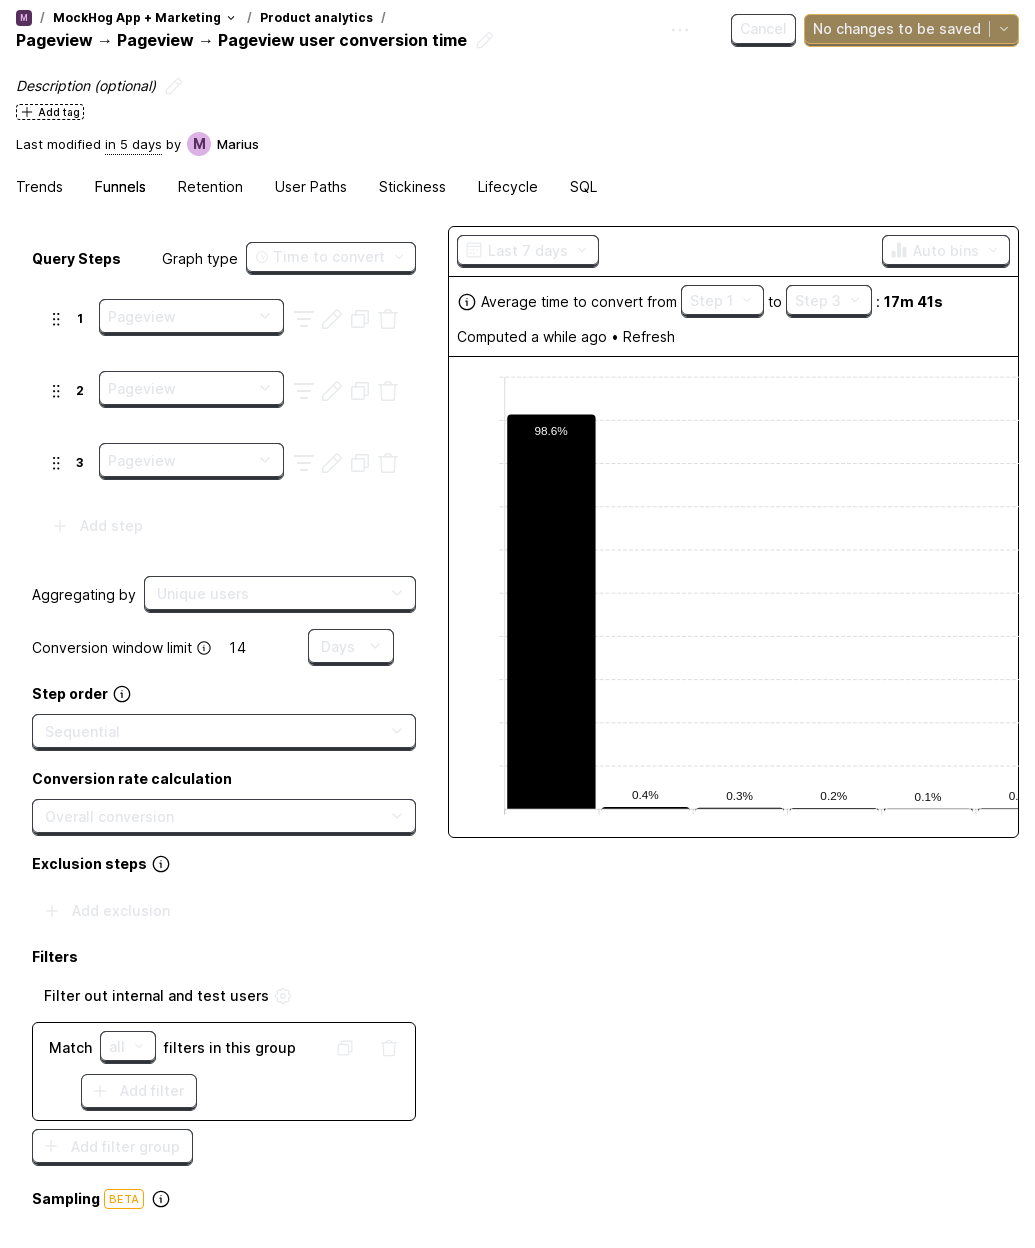 M / MockHog App + Marketing / Product analytics /
Pageview → Pageview → Pageview user conversion time
Cancel
No changes to be saved
Description (optional)
Add tag
Last modified in 5 days by M Marius
Trends Funnels Retention User Paths Stickiness Lifecycle SQL
Query Steps Graph type Time to convert
1 Pageview
2 Pageview
3 Pageview
Add step
Aggregating by Unique users
Conversion window limit 14 Days
Step order
Sequential
Conversion rate calculation
Overall conversion
Exclusion steps
Add exclusion
Filters
Filter out internal and test users
Match all filters in this group
Add filter
Add filter group
Sampling BETA
Last 7 days Auto bins
Average time to convert from Step 1 to Step 3 : 17m 41s
Computed a while ago • Refresh
98.6%
0.4% 0.3% 0.2% 0.1% 0.